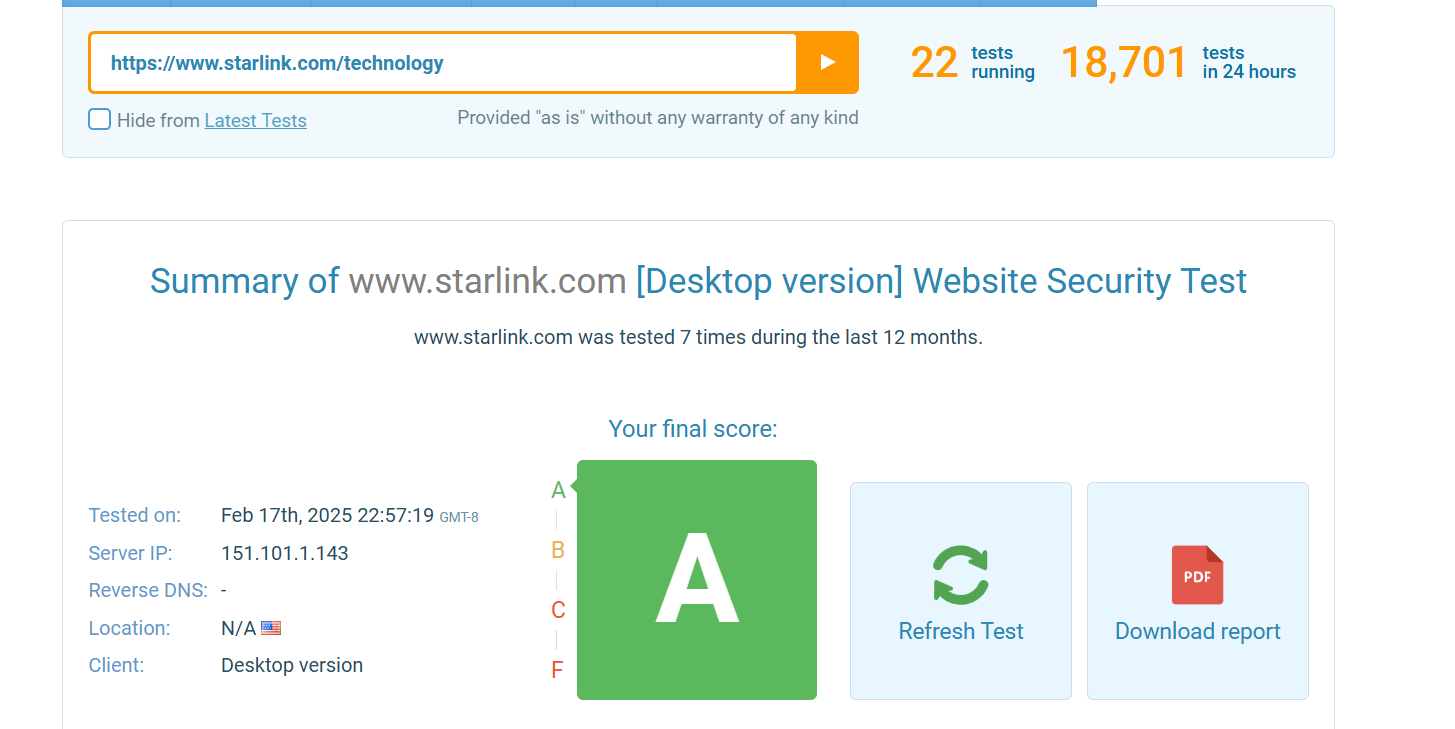 https://www.starlink.com/technology
22 tests running
18,701 tests in 24 hours
Hide from Latest Tests
Provided "as is" without any warranty of any kind
Summary of www.starlink.com [Desktop version] Website Security Test
www.starlink.com was tested 7 times during the last 12 months.
Your final score:
Tested on: Feb 17th, 2025 22:57:19 GMT-8
Server IP: 151.101.1.143
Reverse DNS: -
Location: N/A
Client: Desktop version
A
B
C
F
A
Refresh Test
PDF
Download report